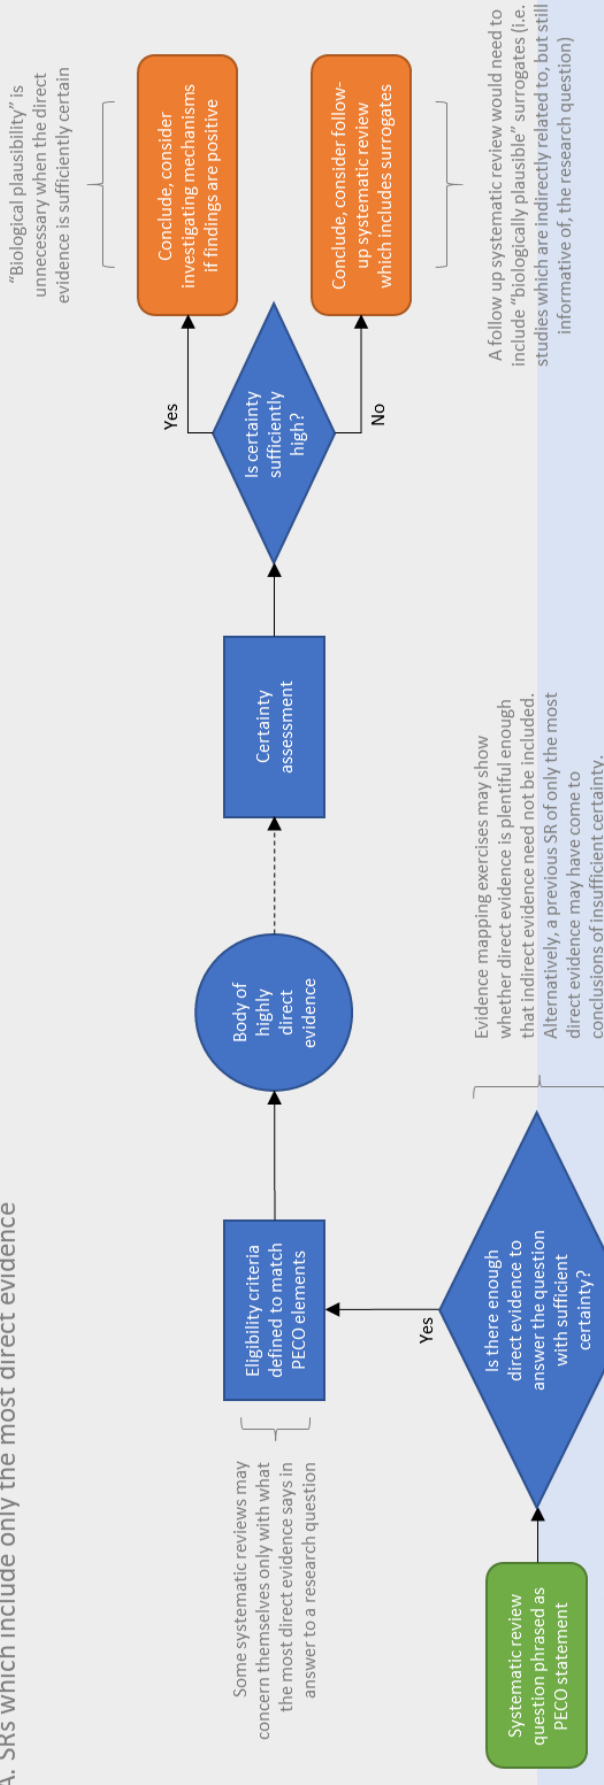 A. SRs which include only the most direct evidence
Some systematic reviews may
concern themselves only with what
the most direct evidence says in
answer to a research question
Systematic review
question phrased as
PECO statement
Is there enough
direct evidence to
answer the question
with sufficient
certainty?
Yes
Eligibility criteria
defined to match
PECO elements
Body of
highly
direct
evidence
Evidence mapping exercises may show
whether direct evidence is plentiful enough
that indirect evidence need not be included.
Alternatively, a previous SR of only the most
direct evidence may have come to
conclusions of insufficient certainty.
Certainty
assessment
Is certainty
sufficiently
high?
Yes
No
"Biological plausibility" is
unnecessary when the direct
evidence is sufficiently certain
Conclude, consider
investigating mechanisms
if findings are positive
Conclude, consider follow-
up systematic review
which includes surrogates
A follow up systematic review would need to
include “biologically plausible” surrogates (i.e.
studies which are indirectly related to, but still
informative of, the research question)